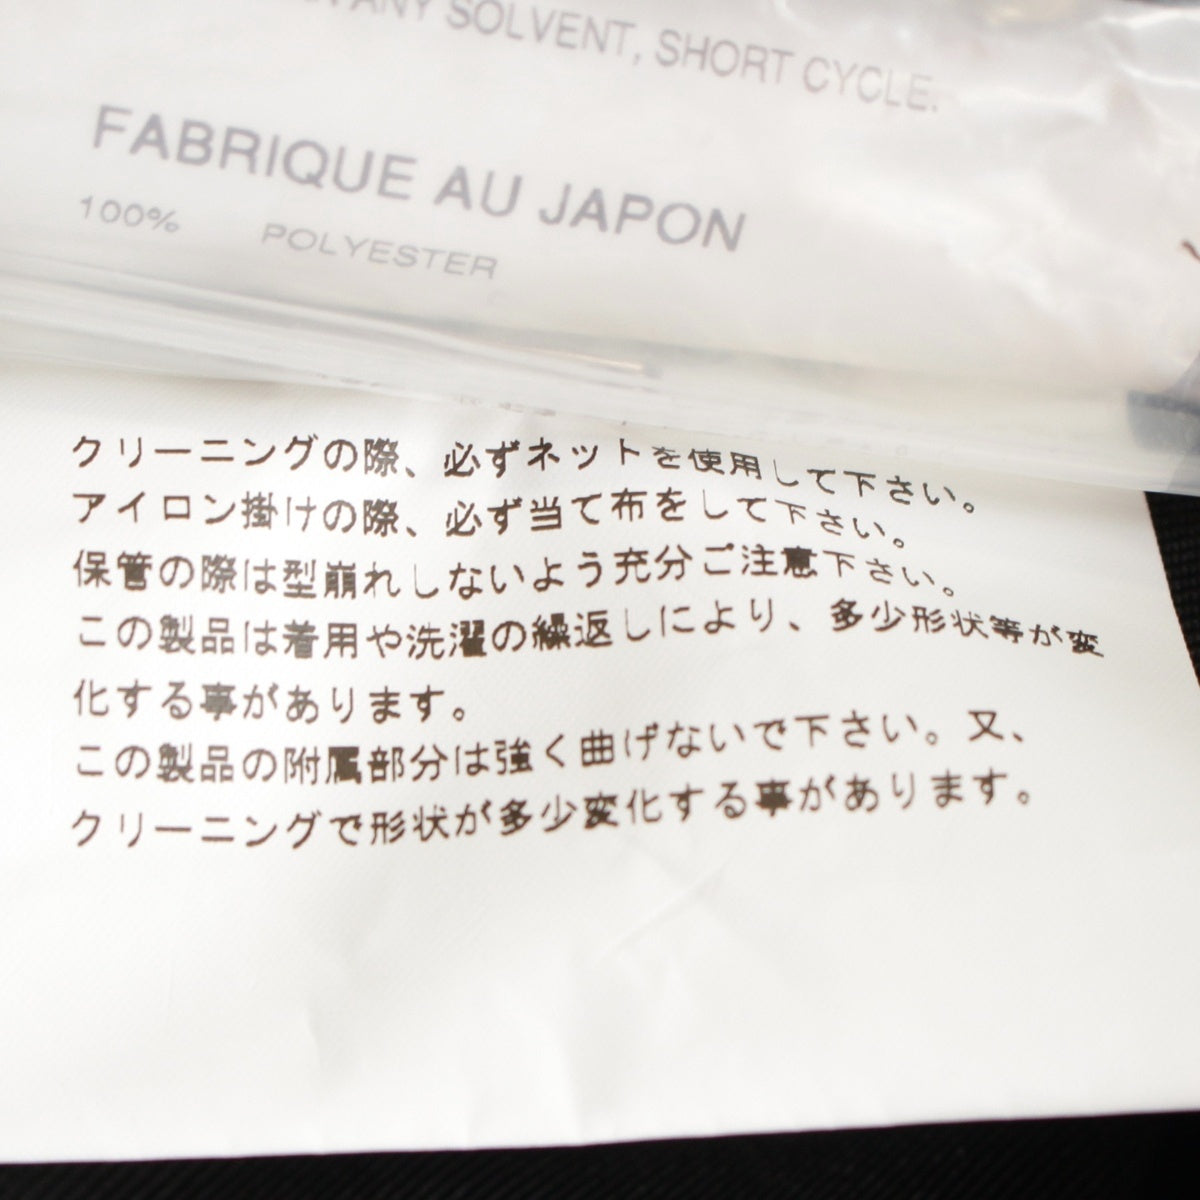 ANY SOLVENT, SHORT CYCLE.
FABRIQUE AU JAPON
100% POLYESTER
クリーニングの際、必ずネットを使用して下さい。
アイロン掛けの際、必ず当て布をして下さい。
保管の際は型崩れしないよう充分ご注意下さい。
この製品は着用や洗濯の繰返しにより、多少形状等が変
化する事があります。
この製品の附属部分は強く曲げないで下さい。又、
クリーニングで形状が多少変化する事があります。